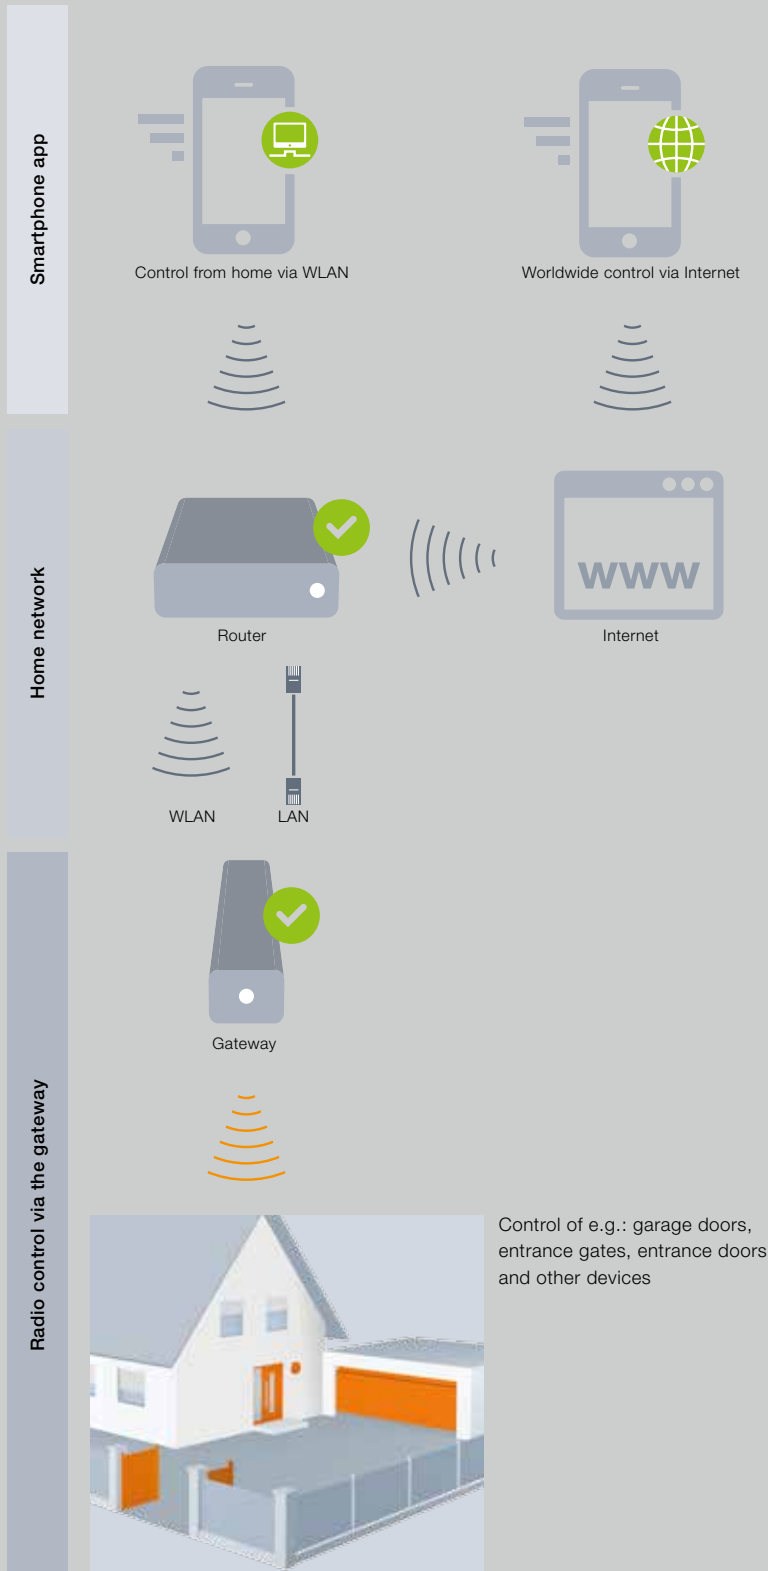 Smartphone app
Control from home via WLAN
Worldwide control via Internet
Home network
www
Router
Internet
WLAN
LAN
Radio control via the gateway
Gateway
Control of e.g.: garage doors,
entrance gates, entrance doors
and other devices